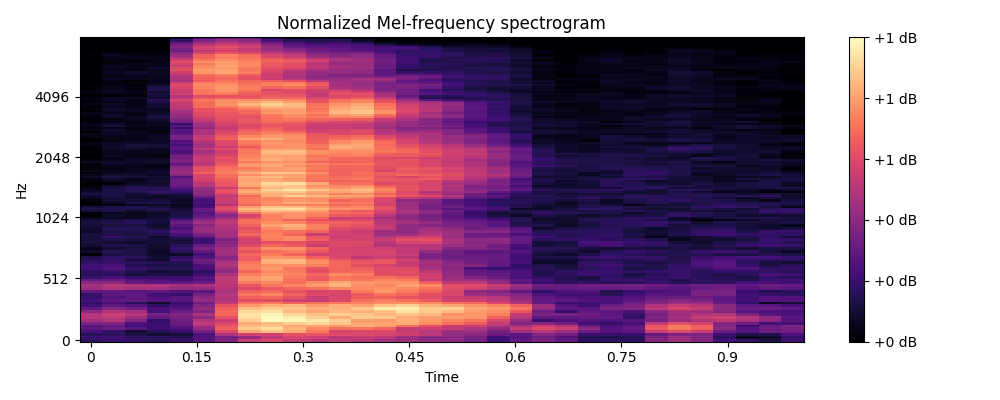 Normalized Mel-frequency spectrogram
Hz
4096
2048
1024
512
0
0 0.15 0.3 0.45 0.6 0.75 0.9
Time
+1 dB
+1 dB
+1 dB
+0 dB
+0 dB
+0 dB